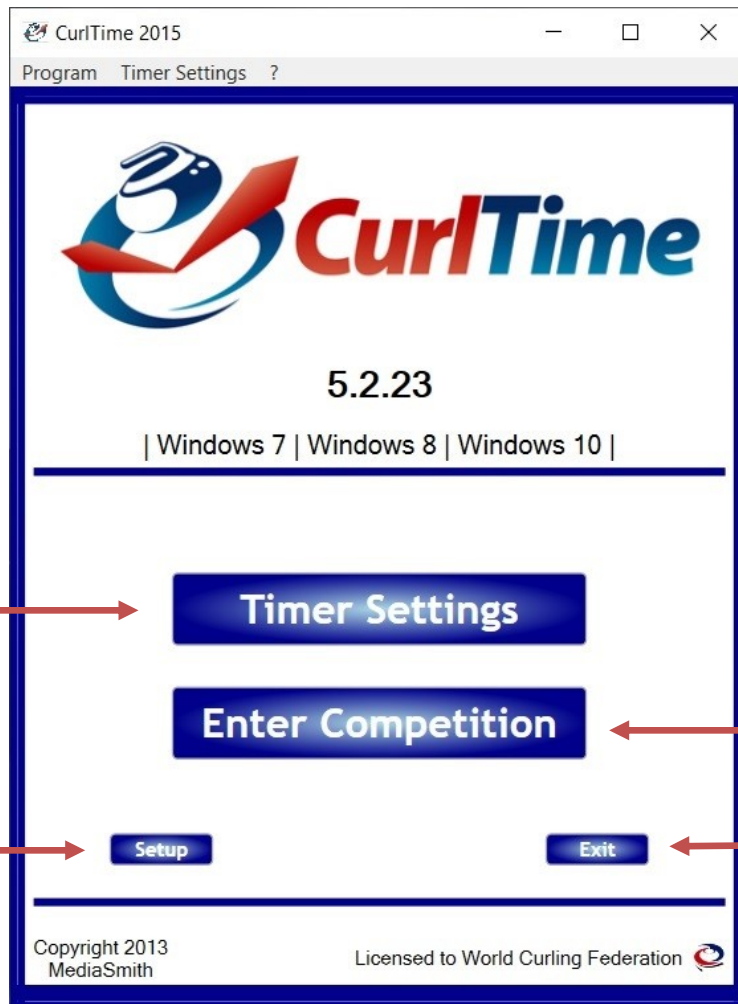 CurlTime 2015
Program Timer Settings ?
CurlTime
5.2.23
| Windows 7 | Windows 8 | Windows 10 |
Timer Settings
Enter Competition
Setup Exit
Copyright 2013
MediaSmith
Licensed to World Curling Federation